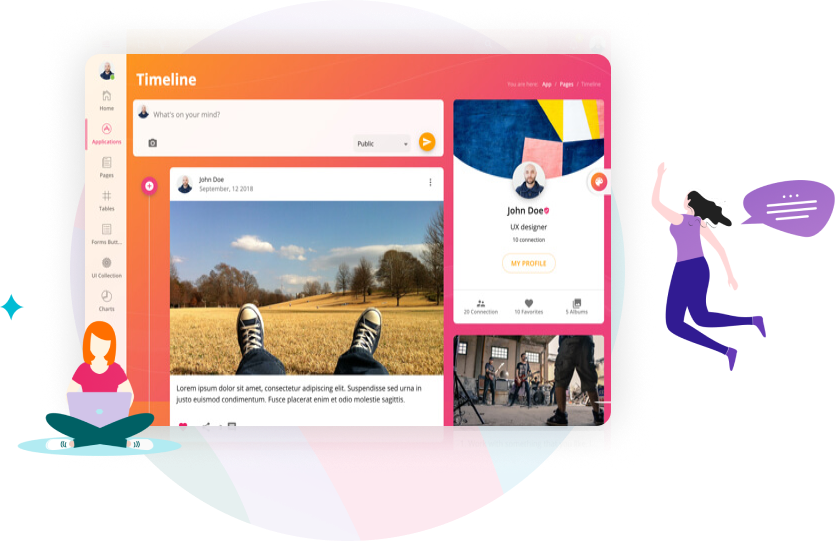 Timeline
You are here: App / Pages / Timeline
Home
Applications
Pages
Tables
Forms Butt...
UI Collection
Charts
What's on your mind?
Public
John Doe
September, 12 2018
Lorem ipsum dolor sit amet, consectetur adipiscing elit. Suspendisse sed urna in
justo euismod condimentum. Fusce placerat enim et odio molestie sagittis.
John Doe
UX designer
10 connection
MY PROFILE
20 Connection
10 Favorites
5 Albums